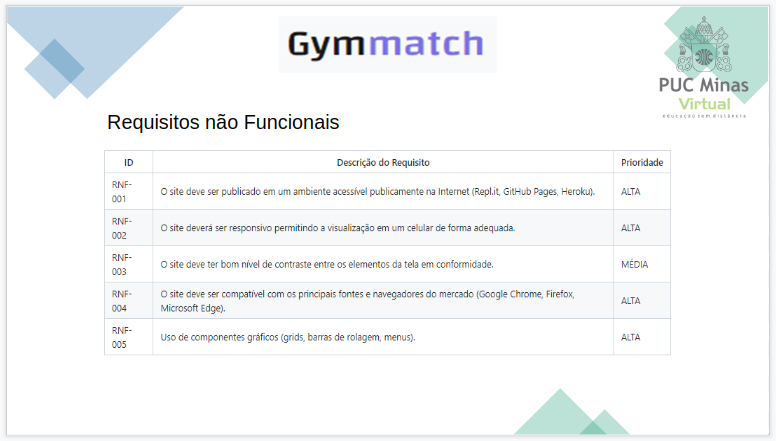 Gymmatch
PUC Minas
Virtual
educação sem distância
Requisitos não Funcionais
ID Descrição do Requisito Prioridade
RNF-
001
O site deve ser publicado em um ambiente acessível publicamente na Internet (Repl.it, GitHub Pages, Heroku). ALTA
RNF-
002
O site deverá ser responsivo permitindo a visualização em um celular de forma adequada. ALTA
RNF-
003
O site deve ter bom nível de contraste entre os elementos da tela em conformidade. MÉDIA
RNF-
004
O site deve ser compatível com os principais fontes e navegadores do mercado (Google Chrome, Firefox,
Microsoft Edge). ALTA
RNF-
005
Uso de componentes gráficos (grids, barras de rolagem, menus). ALTA